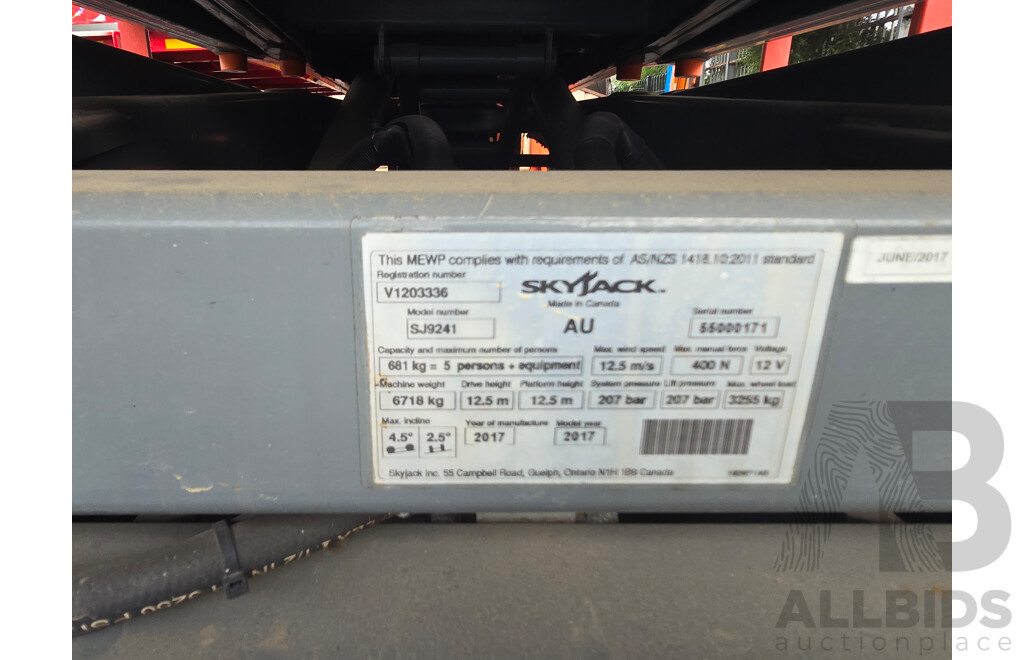 This MEWP complies with requirements of AS/NZS 1418.10:2011 standard
Registration number
V1203336
SKYJACK
Made in Canada
JUNE/2017
Model number
SJ9241
AU
Serial number
55000171
Capacity and maximum number of persons
Max. wind speed
Max. manual force
Voltage
681 kg = 5 persons + equipment
12.5 m/s
400 N
12 V
Machine weight
Drive height
Platform height
System pressure
Lift pressure
Max. wheel load
6718 kg
12.5 m
12.5 m
207 bar
207 bar
3255 kg
Max. incline
Year of manufacture
Model year
4.5°
2.5°
2017
2017
Skyjack Inc. 55 Campbell Road, Guelph, Ontario N1H 1B9 Canada
AB
ALLBIDS
auctionplace